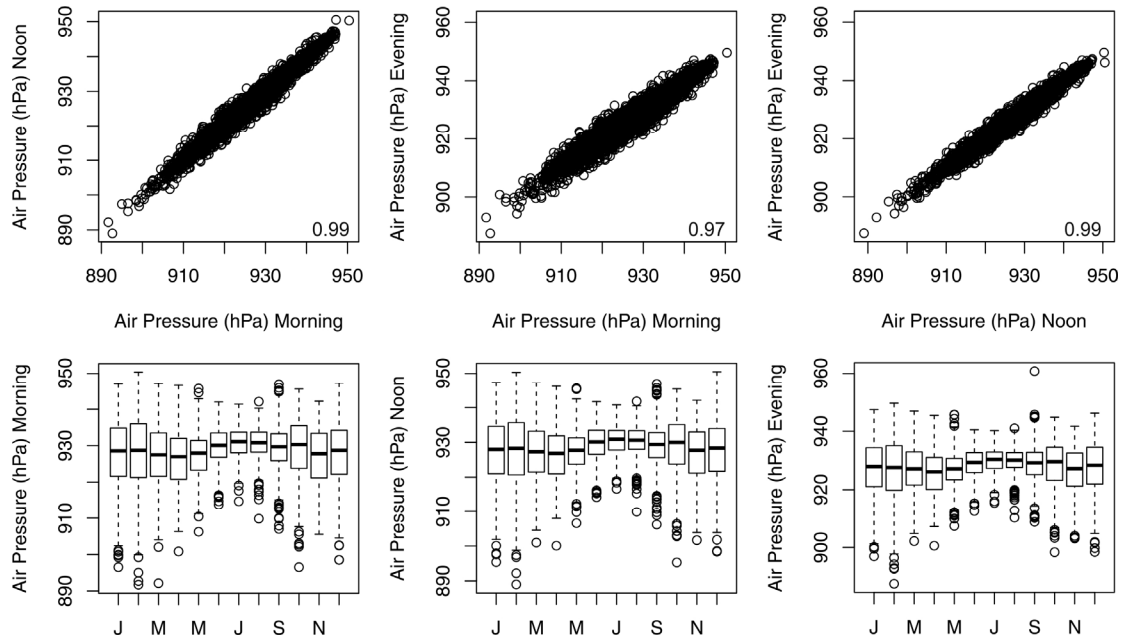 Air Pressure (hPa) Noon
950
930
910
890
0.99
890 910 930 950
Air Pressure (hPa) Morning
Air Pressure (hPa) Evening
960
940
920
900
0.97
890 910 930 950
Air Pressure (hPa) Morning
Air Pressure (hPa) Evening
960
940
920
900
0.99
890 910 930 950
Air Pressure (hPa) Noon
Air Pressure (hPa) Morning
950
930
910
890
J M M J S N
Air Pressure (hPa) Noon
950
930
910
890
J M M J S N
Air Pressure (hPa) Evening
960
940
920
900
J M M J S N